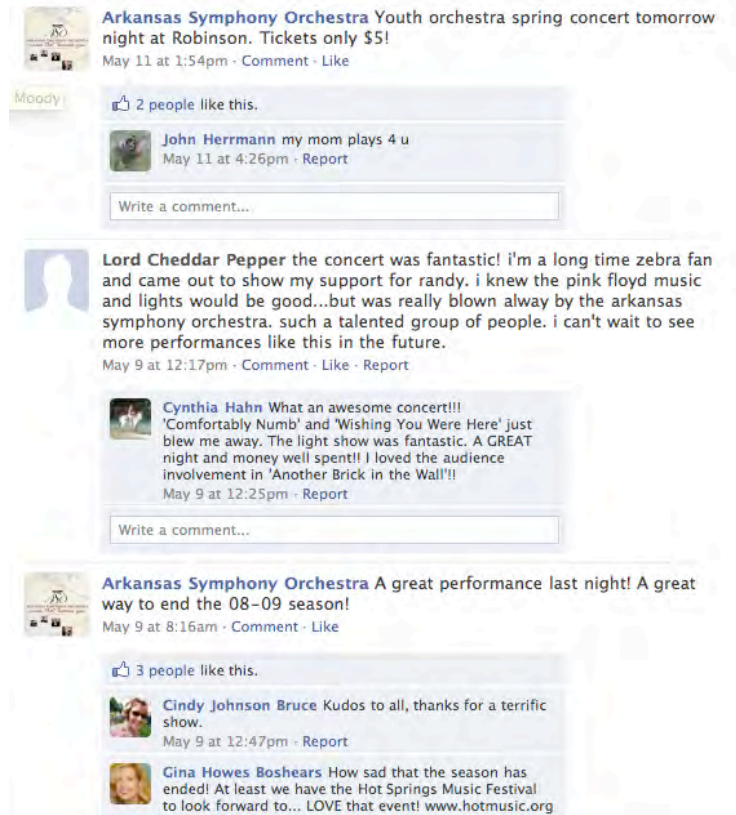 Arkansas Symphony Orchestra Youth orchestra spring concert tomorrow
night at Robinson. Tickets only $5!
May 11 at 1:54pm · Comment · Like
Moody
2 people like this.
John Herrmann my mom plays 4 u
May 11 at 4:26pm · Report
Write a comment...
Lord Cheddar Pepper the concert was fantastic! i'm a long time zebra fan
and came out to show my support for randy. i knew the pink floyd music
and lights would be good...but was really blown alway by the arkansas
symphony orchestra. such a talented group of people. i can't wait to see
more performances like this in the future.
May 9 at 12:17pm · Comment · Like · Report
Cynthia Hahn What an awesome concert!!!
'Comfortably Numb' and 'Wishing You Were Here' just
blew me away. The light show was fantastic. A GREAT
night and money well spent!! I loved the audience
involvement in 'Another Brick in the Wall'!!
May 9 at 12:25pm · Report
Write a comment...
Arkansas Symphony Orchestra A great performance last night! A great
way to end the 08-09 season!
May 9 at 8:16am · Comment · Like
3 people like this.
Cindy Johnson Bruce Kudos to all, thanks for a terrific
show.
May 9 at 12:47pm · Report
Gina Howes Boshears How sad that the season has
ended! At least we have the Hot Springs Music Festival
to look forward to... LOVE that event! www.hotmusic.org